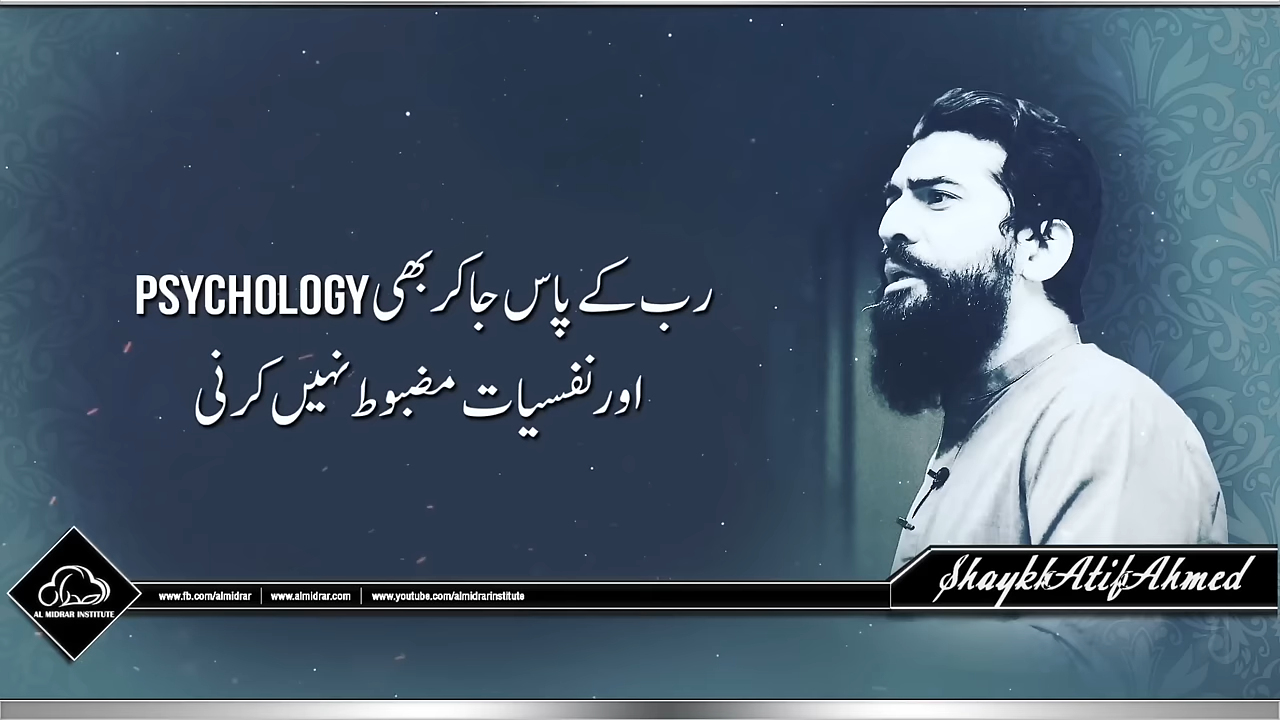 رب کے پاس جا کر بھی PSYCHOLOGY
اور نفسیات مضبوط نہیں کرنی
Shaykh Atif Ahmed
AL MIDRAR INSTITUTE
www.fb.com/almidrar | www.almidrar.com | www.youtube.com/almidrarinstitute